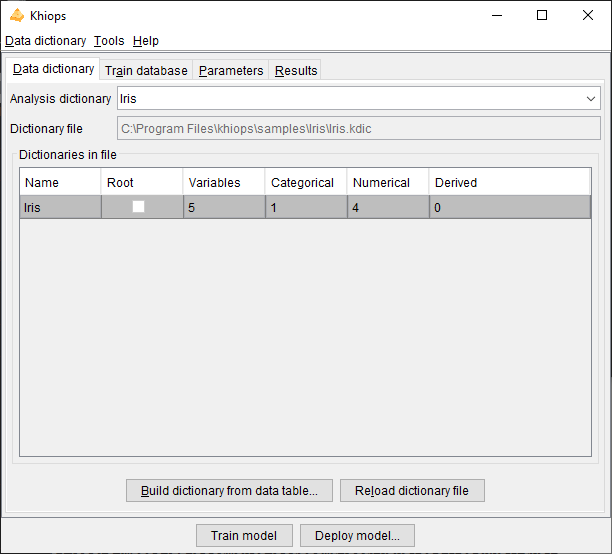 Khiops
Data dictionary Tools Help
Data dictionary Train database Parameters Results
Analysis dictionary Iris
Dictionary file C:\Program Files\khiops\samples\Iris\Iris.kdic
Dictionaries in file
Name Root Variables Categorical Numerical Derived
Iris 5 1 4 0
Build dictionary from data table... Reload dictionary file
Train model Deploy model...